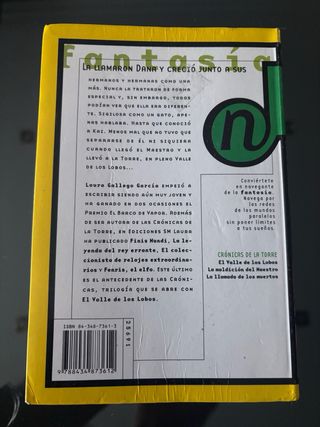 fantasía
LA LLAMARON DANA Y CRECIÓ JUNTO A SUS
HERMANOS Y HERMANAS COMO UNA
MÁS. NUNCA LA TRATARON DE FORMA
ESPECIAL Y, SIN EMBARGO, TODOS
PODÍAN VER QUE ELLA ERA DIFEREN-
TE. SIGILOSA COMO UN GATO, APE-
NAS HABLABA. HASTA QUE CONOCIÓ
A KAI. MENOS MAL QUE NO TUVO QUE
SEPARARSE DE ÉL NI SIQUIERA
CUANDO LLEGÓ EL MAESTRO Y LA
LLEVÓ A LA TORRE, EN PLENO VALLE
DE LOS LOBOS...
Laura Gallego García EMPEZÓ A
ESCRIBIR SIENDO AÚN MUY JOVEN, Y
HA GANADO EN DOS OCASIONES EL
PREMIO EL BARCO DE VAPOR. ADEMÁS
DE SER AUTORA DE LAS CRÓNICAS DE
LA TORRE, EN EDICIONES SM LAURA
HA PUBLICADO Finis Mundi, La le-
yenda del rey errante, El colec-
cionista de relojes extraordina-
rios Y Fenris, el elfo. ESTE ÚLTIMO
ES EL ANTECEDENTE DE LAS CRÓNI-
CAS, TRILOGÍA QUE SE ABRE CON
El Valle de los Lobos.
n
Conviértete
en navegante
de la fantasía.
Navega por
las redes
de los mundos
paralelos
sin poner límites
a tus sueños.
CRÓNICAS DE LA TORRE
El Valle de los Lobos
La maldición del Maestro
La llamada de los muertos
ISBN 84-348-7361-3
25691
9 788434 873612